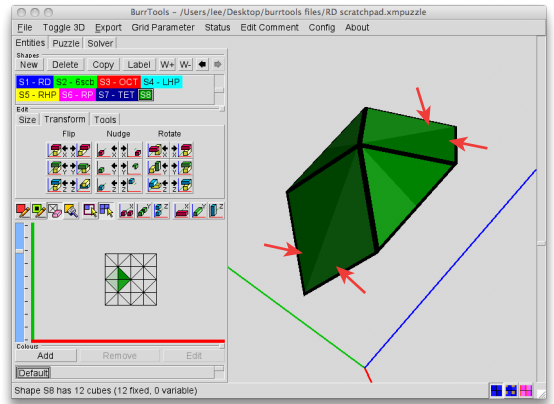 BurrTools - /Users/lee/Desktop/burrtools files/RD scratchpad.xmpuzzle
File Toggle 3D Export Grid Parameter Status Edit Comment Config About
Entities Puzzle Solver
Shapes
New Delete Copy Label W+ W-
S1 - RD S2 - 6scb S3 - OCT S4 - LHP
S5 - RHP S6 - RP S7 - TET S8
Edit
Size Transform Tools
Flip Nudge Rotate
X X X
Y Y Y
Z Z Z
X Y Z X Y Z
Colours
Add Remove Edit
Default
Shape S8 has 12 cubes (12 fixed, 0 variable)